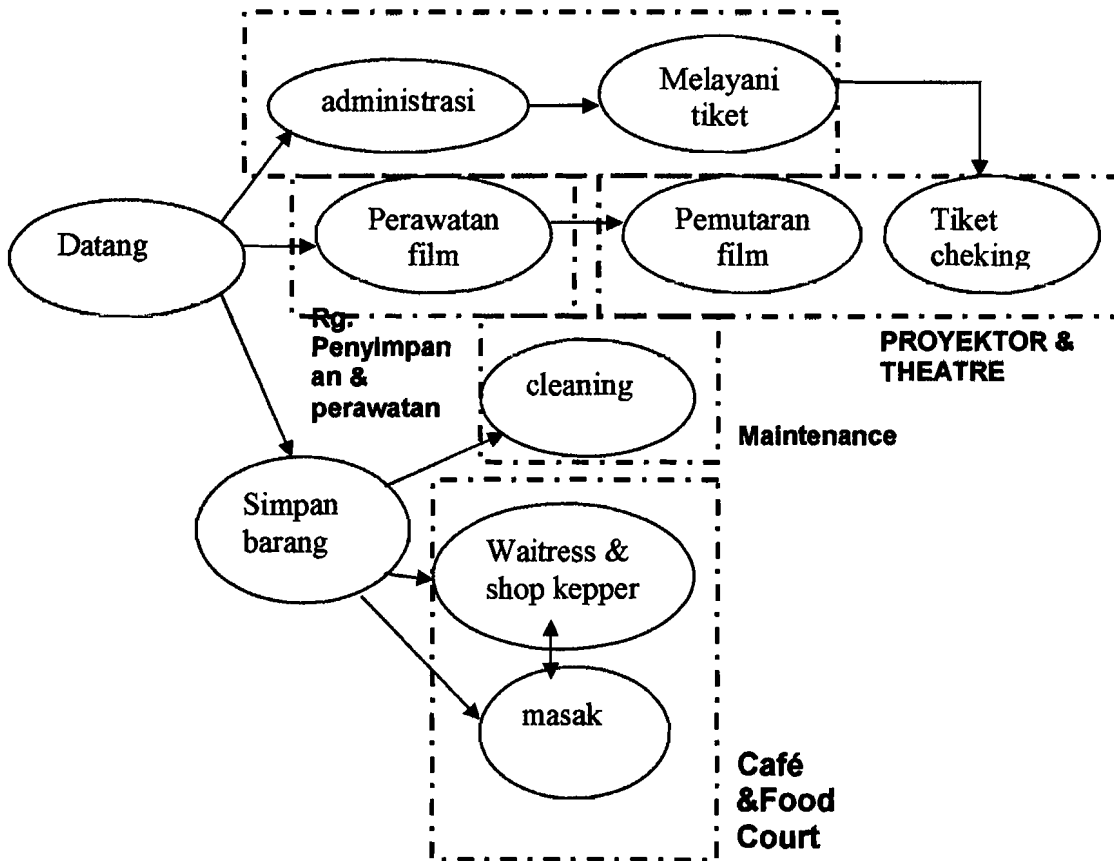 administrasi
Melayani
tiket
Datang
Perawatan
film
Pemutaran
film
Tiket
cheking
Rg.
Penyimpan
an &
perawatan
PROYEKTOR &
THEATRE
cleaning
Maintenance
Simpan
barang
Waitress &
shop kepper
masak
Café
&Food
Court